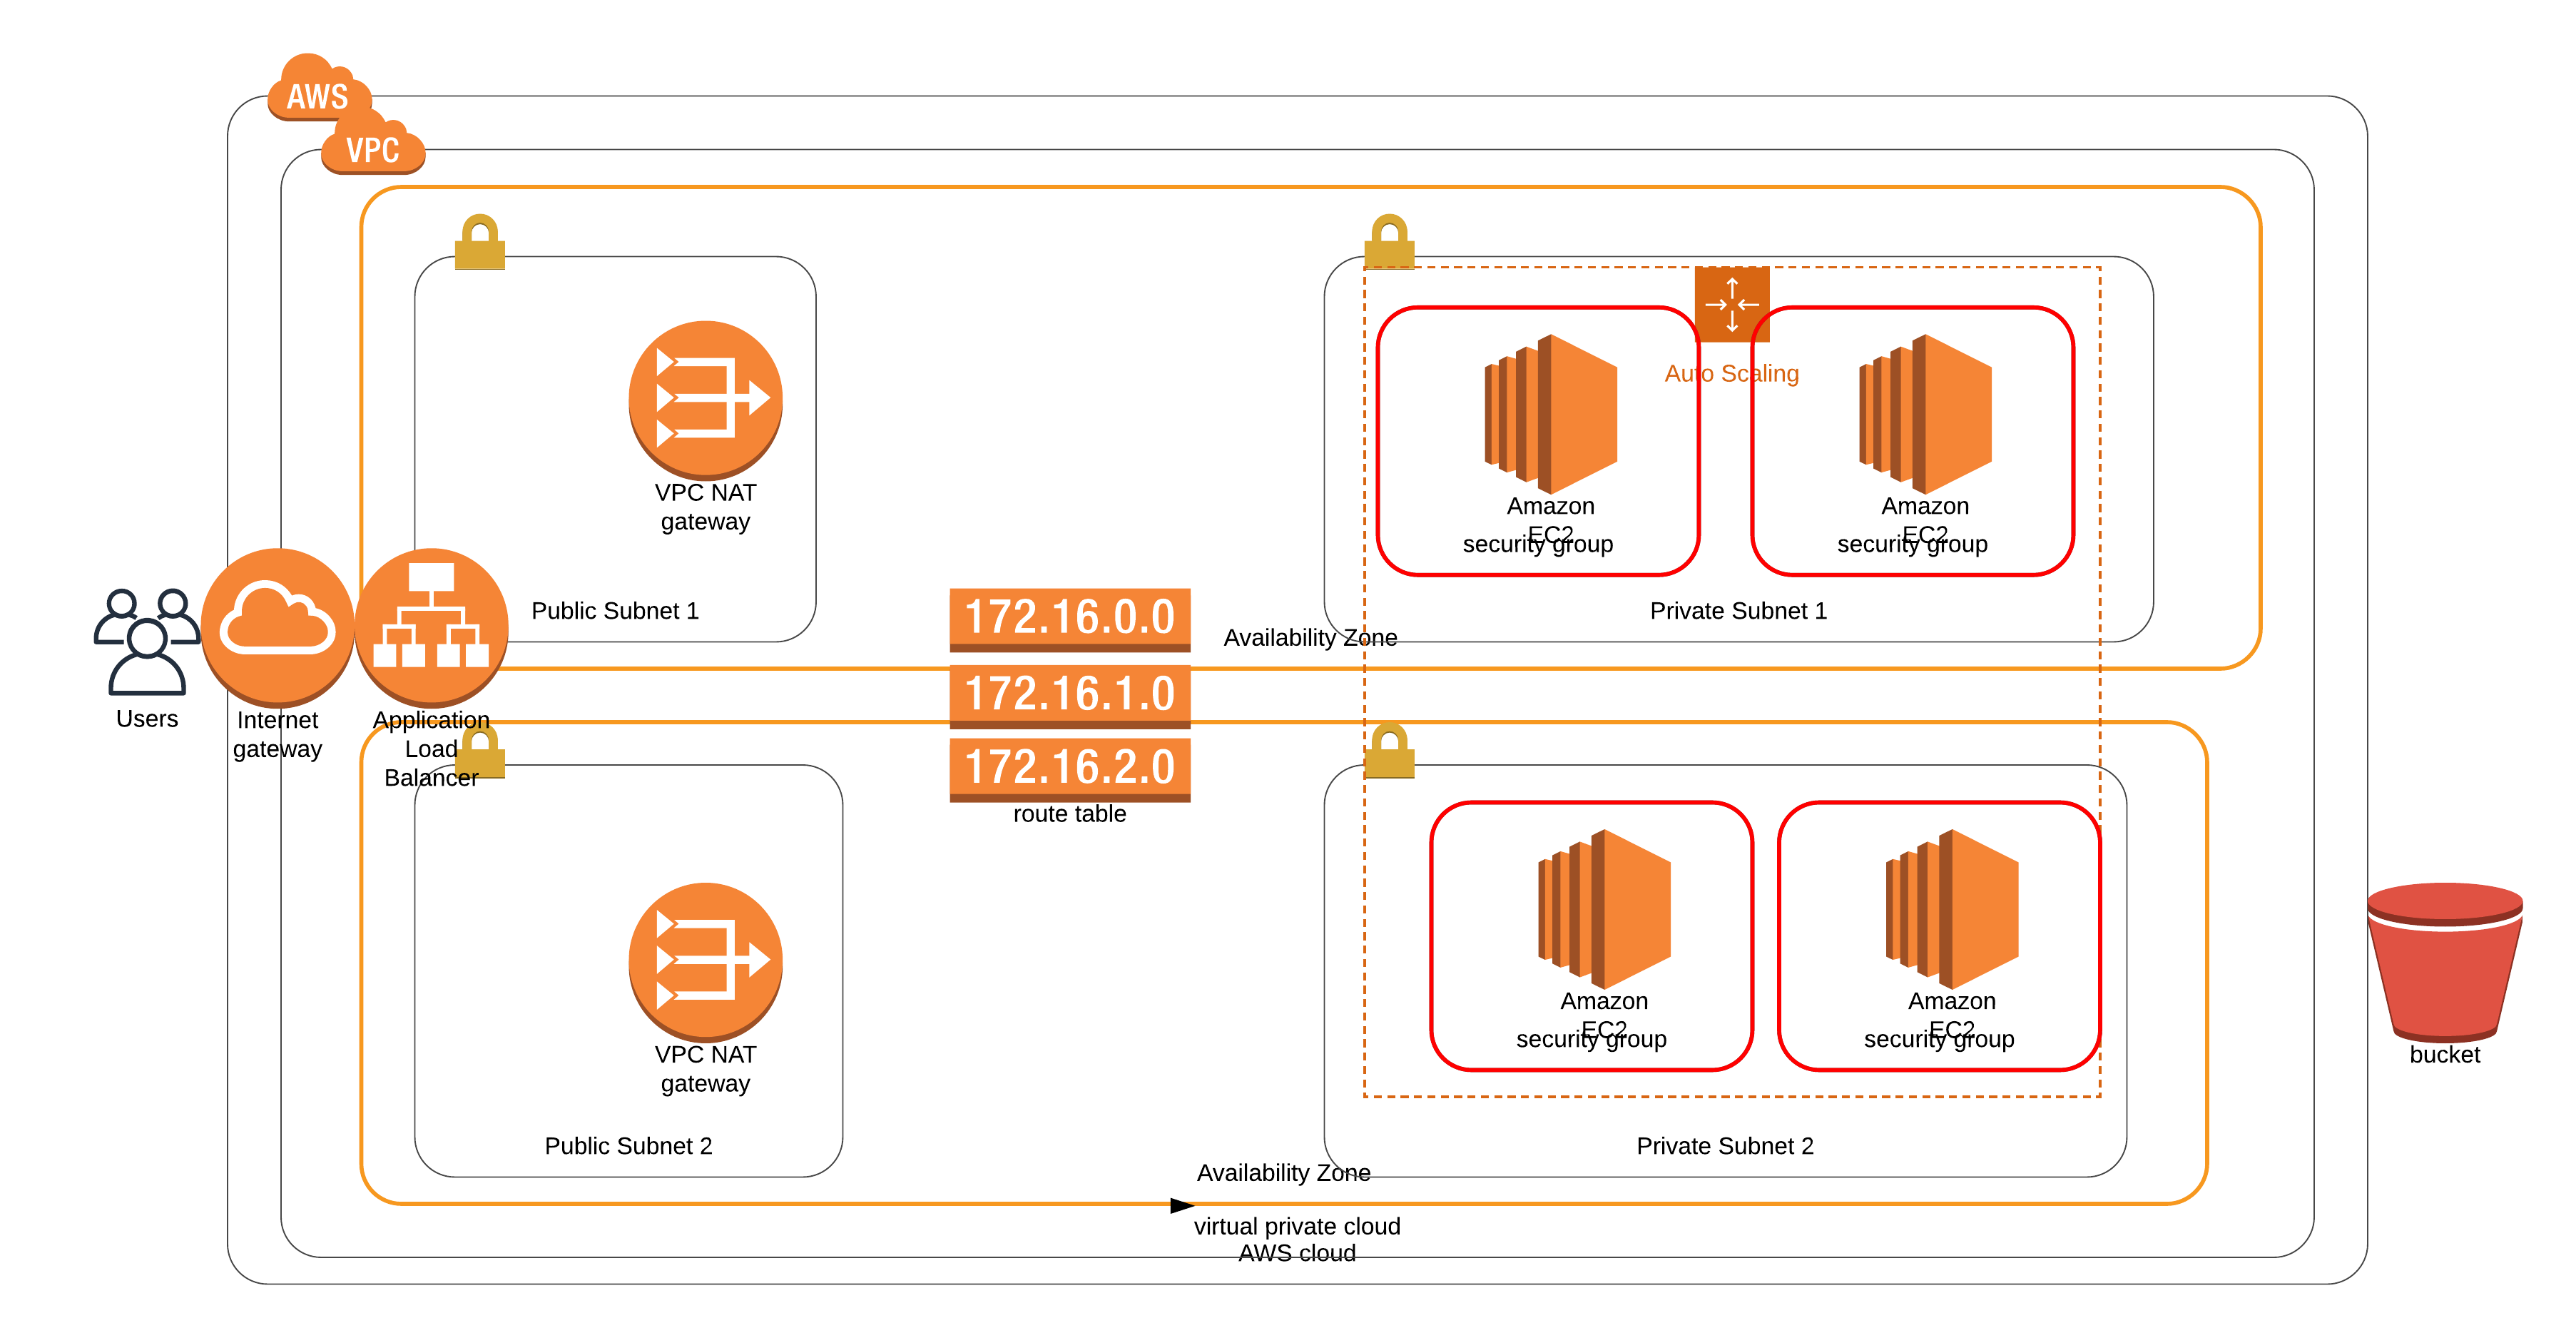 AWS
VPC
VPC NAT
gateway
Public Subnet 1
Auto Scaling
Amazon
EC2
security group
Amazon
EC2
security group
Private Subnet 1
Availability Zone
172.16.0.0
172.16.1.0
172.16.2.0
route table
Users
Internet
gateway
Application
Load
Balancer
VPC NAT
gateway
Public Subnet 2
Amazon
EC2
security group
Amazon
EC2
security group
Private Subnet 2
Availability Zone
virtual private cloud
AWS cloud
bucket